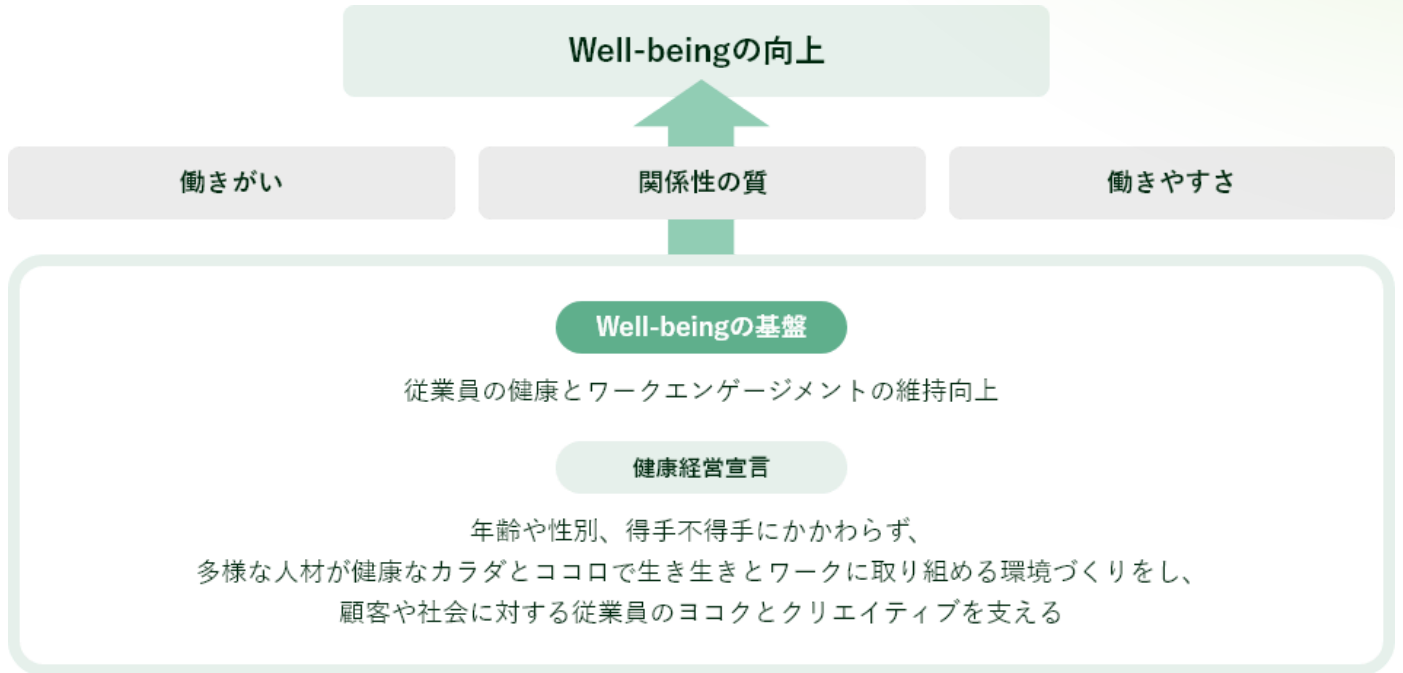 Well-beingの向上
働きがい
関係性の質
働きやすさ
Well-beingの基盤
従業員の健康とワークエンゲージメントの維持向上
健康経営宣言
年齢や性別、得手不得手にかかわらず、
多様な人材が健康なカラダとココロで生き生きとワークに取り組める環境づくりをし、
顧客や社会に対する従業員のヨコクとクリエイティブを支える